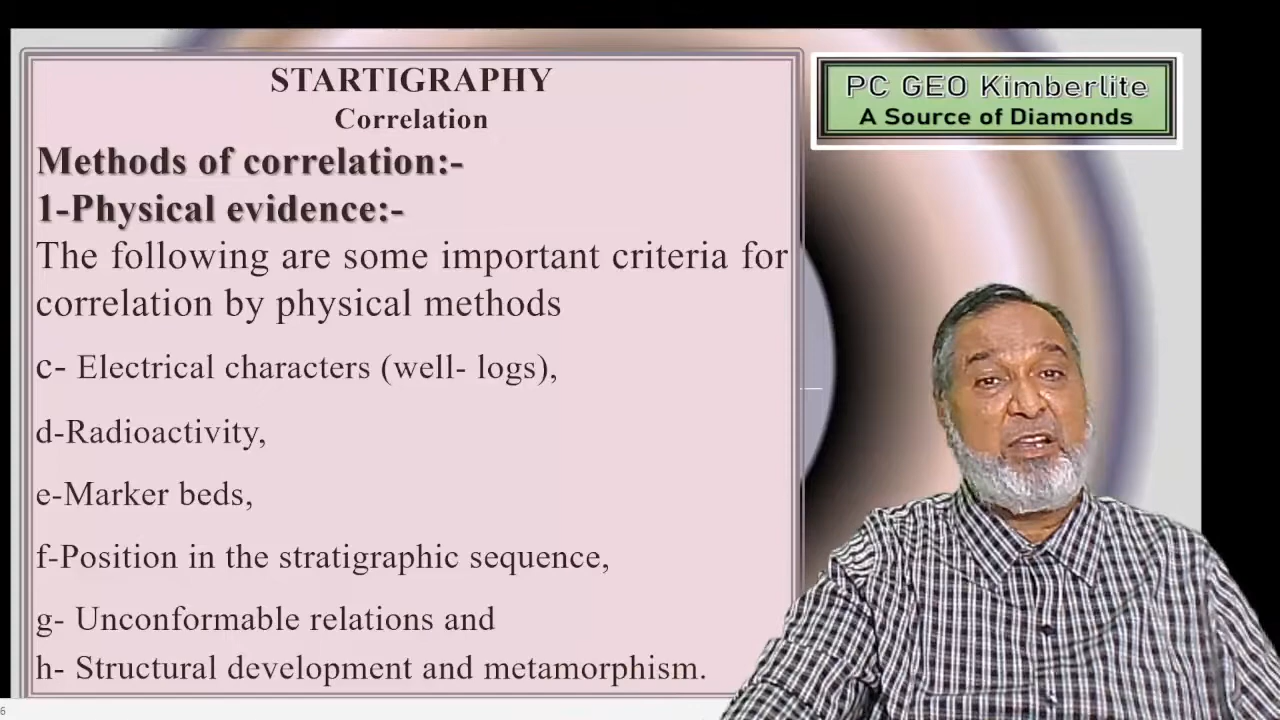 STARTIGRAPHY
Correlation
Methods of correlation:-
1-Physical evidence:-
The following are some important criteria for
correlation by physical methods
c- Electrical characters (well- logs),
d-Radioactivity,
e-Marker beds,
f-Position in the stratigraphic sequence,
g- Unconformable relations and
h- Structural development and metamorphism.
PC GEO Kimberlite
A Source of Diamonds
6